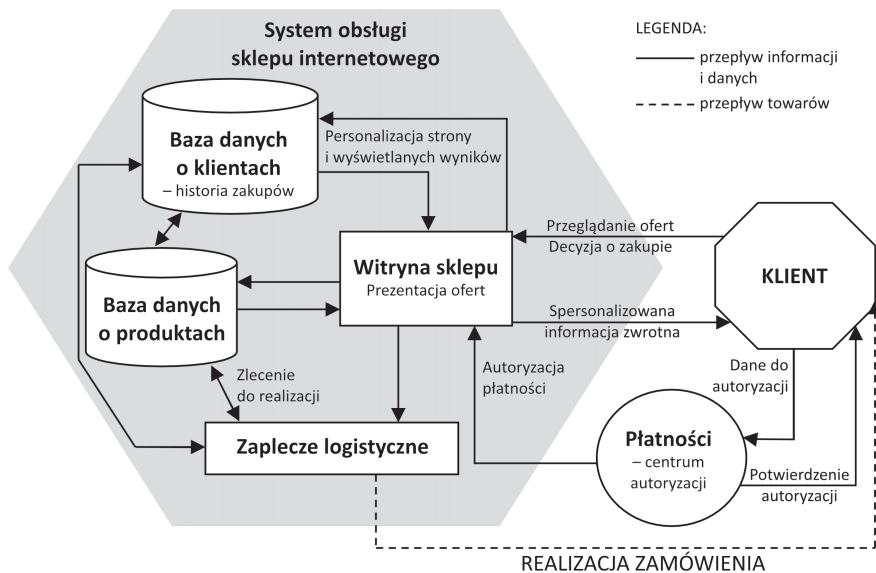 System obsługi
sklepu internetowego
LEGENDA:
przepływ informacji
i danych
przepływ towarów
Baza danych
o klientach
– historia zakupów
Personalizacja strony
i wyświetlanych wyników
Przeglądanie ofert
Decyzja o zakupie
KLIENT
Witryna sklepu
Prezentacja ofert
Baza danych
o produktach
Spersonalizowana
informacja zwrotna
Zlecenie
do realizacji
Autoryzacja
płatności
Dane do
autoryzacji
Zaplecze logistyczne
Płatności
– centrum
autoryzacji
Potwierdzenie
autoryzacji
REALIZACJA ZAMÓWIENIA